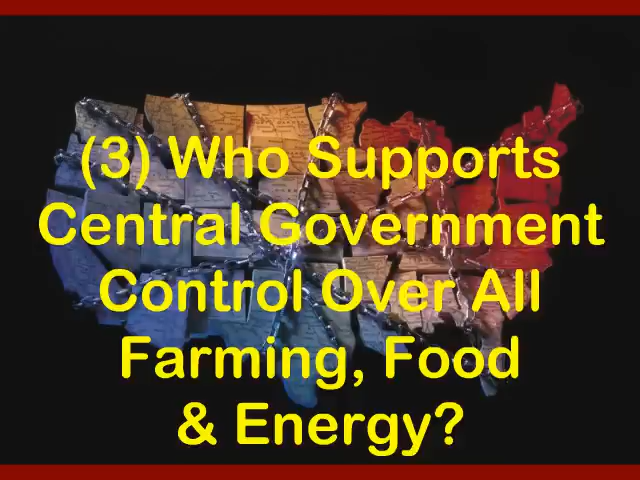 (3) Who Supports
Central Government
Control Over All
Farming, Food
& Energy?